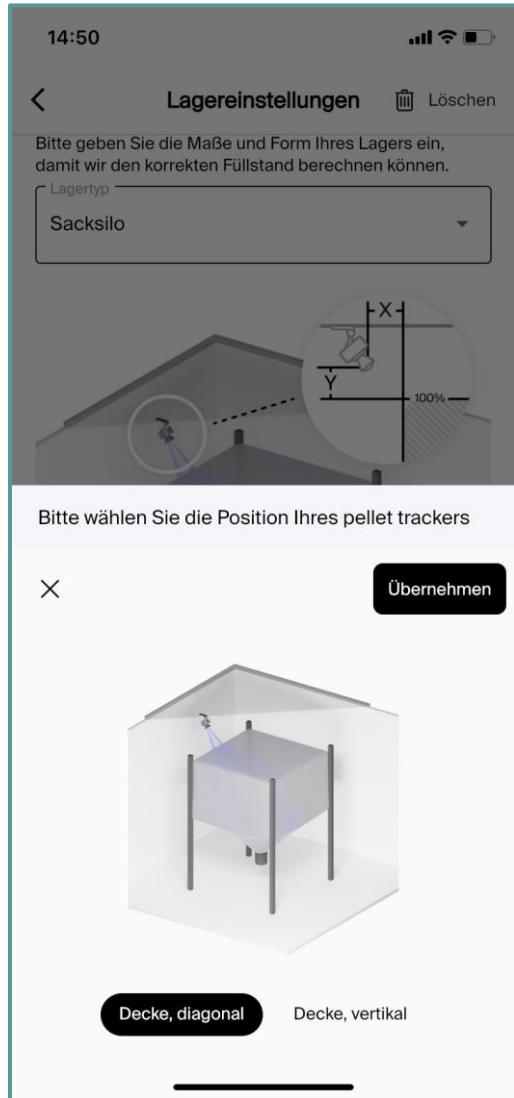 14:50
Lagereinstellungen
Löschen
Bitte geben Sie die Maße und Form Ihres Lagers ein,
damit wir den korrekten Füllstand berechnen können.
Lagertyp
Sacksilo
X
Y
100%
Bitte wählen Sie die Position Ihres pellet trackers
Übernehmen
Decke, diagonal
Decke, vertikal